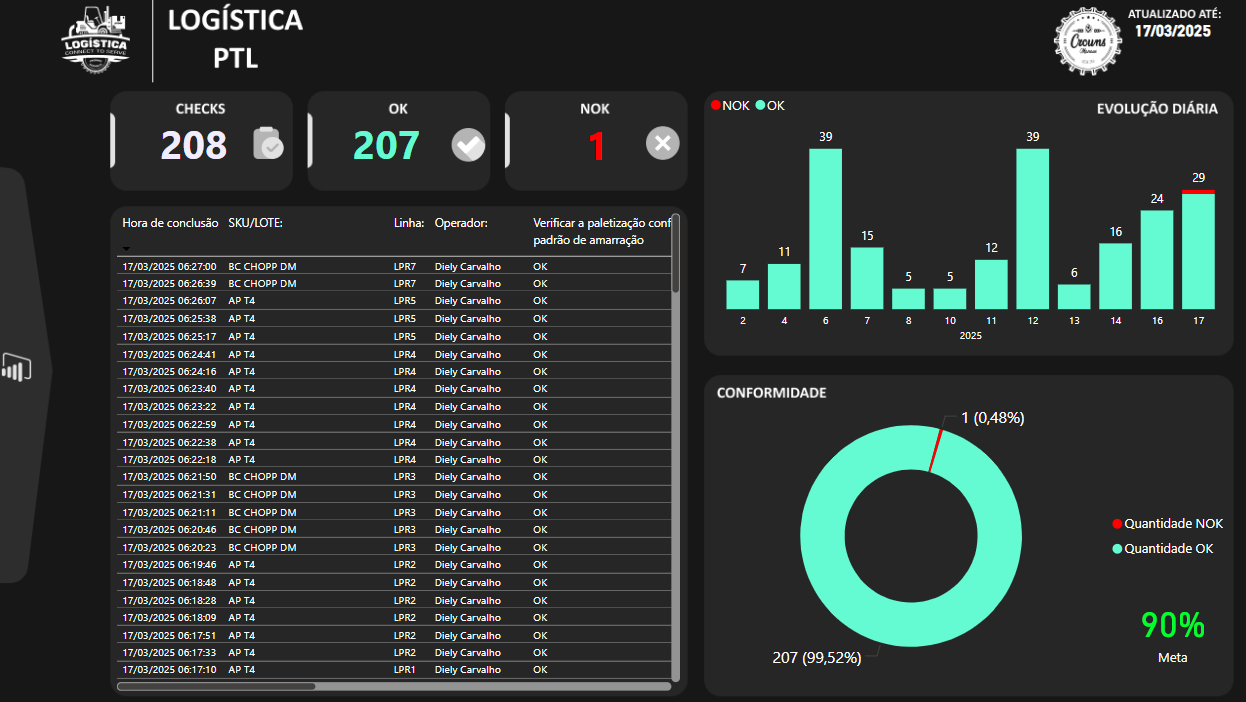 LOGÍSTICA
CONNECT TO SERVE
LOGÍSTICA
PTL
Crowns
Manaus
ATUALIZADO ATÉ:
17/03/2025
CHECKS
208
OK
207
NOK
1
Hora de conclusão SKU/LOTE: Linha: Operador: Verificar a paletização conf
padrão de amarração
17/03/2025 06:27:00 BC CHOPP DM LPR7 Diely Carvalho OK
17/03/2025 06:26:39 BC CHOPP DM LPR7 Diely Carvalho OK
17/03/2025 06:26:07 AP T4 LPR5 Diely Carvalho OK
17/03/2025 06:25:38 AP T4 LPR5 Diely Carvalho OK
17/03/2025 06:25:17 AP T4 LPR5 Diely Carvalho OK
17/03/2025 06:24:41 AP T4 LPR4 Diely Carvalho OK
17/03/2025 06:24:16 AP T4 LPR4 Diely Carvalho OK
17/03/2025 06:23:40 AP T4 LPR4 Diely Carvalho OK
17/03/2025 06:23:22 AP T4 LPR4 Diely Carvalho OK
17/03/2025 06:22:59 AP T4 LPR4 Diely Carvalho OK
17/03/2025 06:22:38 AP T4 LPR4 Diely Carvalho OK
17/03/2025 06:22:18 AP T4 LPR4 Diely Carvalho OK
17/03/2025 06:21:50 BC CHOPP DM LPR3 Diely Carvalho OK
17/03/2025 06:21:31 BC CHOPP DM LPR3 Diely Carvalho OK
17/03/2025 06:21:11 BC CHOPP DM LPR3 Diely Carvalho OK
17/03/2025 06:20:46 BC CHOPP DM LPR3 Diely Carvalho OK
17/03/2025 06:20:23 BC CHOPP DM LPR3 Diely Carvalho OK
17/03/2025 06:19:46 AP T4 LPR2 Diely Carvalho OK
17/03/2025 06:18:48 AP T4 LPR2 Diely Carvalho OK
17/03/2025 06:18:28 AP T4 LPR2 Diely Carvalho OK
17/03/2025 06:18:09 AP T4 LPR2 Diely Carvalho OK
17/03/2025 06:17:51 AP T4 LPR2 Diely Carvalho OK
17/03/2025 06:17:33 AP T4 LPR2 Diely Carvalho OK
17/03/2025 06:17:10 AP T4 LPR1 Diely Carvalho OK
NOK OK
EVOLUÇÃO DIÁRIA
7 11 39 15 5 5 12 39 6 16 24 29
2 4 6 7 8 10 11 12 13 14 16 17
2025
CONFORMIDADE
1 (0,48%)
207 (99,52%)
Quantidade NOK
Quantidade OK
90%
Meta